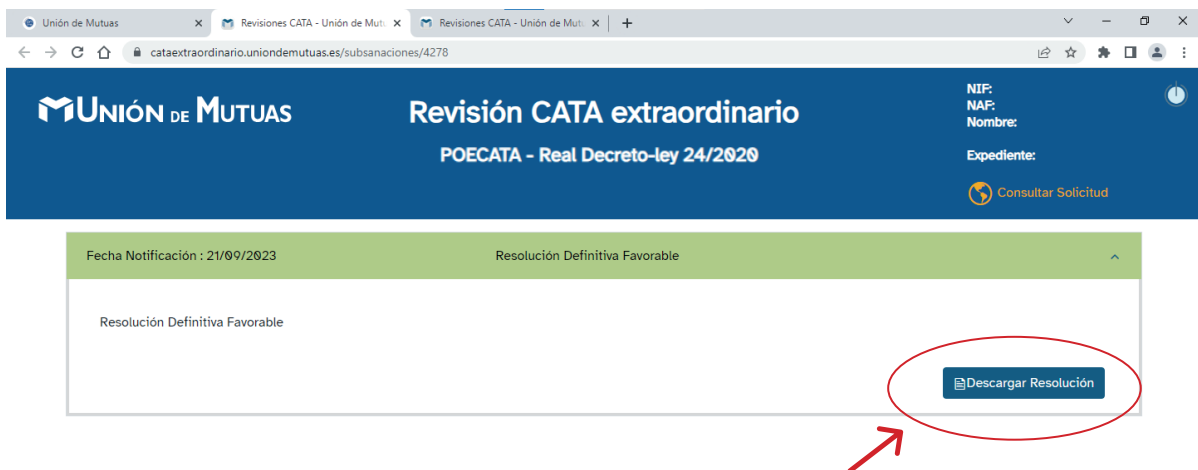 Unión de Mutuas
Revisiones CATA - Unión de Mutu
Revisiones CATA - Unión de Mutu
cataextraordinario.uniondemutuas.es/subsanaciones/4278
UNIÓN DE MUTUAS
Revisión CATA extraordinario
POECATA - Real Decreto-ley 24/2020
NIF:
NAF:
Nombre:
Expediente:
Consultar Solicitud
Fecha Notificación : 21/09/2023
Resolución Definitiva Favorable
Resolución Definitiva Favorable
Descargar Resolución